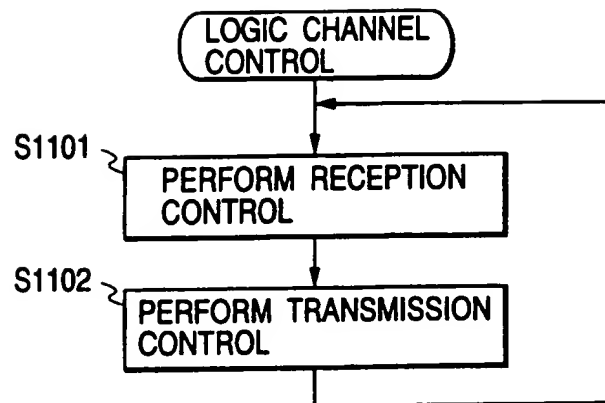 LOGIC CHANNEL
CONTROL
S1101
PERFORM RECEPTION
CONTROL
S1102
PERFORM TRANSMISSION
CONTROL